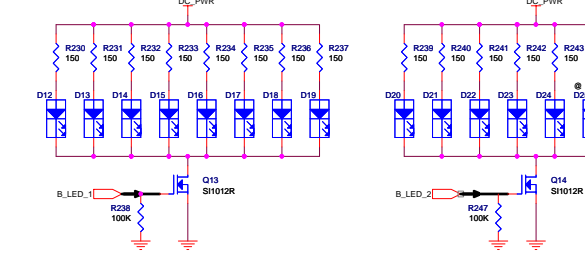 DC_PWR
DC_PWR
R230
150
R231
150
R232
150
R233
150
R234
150
R235
150
R236
150
R237
150
R239
150
R240
150
R241
150
R242
150
R243
150
D12
D13
D14
D15
D16
D17
D18
D19
D20
D21
D22
D23
D24
@
Q13
SI1012R
B_LED_1
R238
100K
Q14
SI1012R
B_LED_2
R247
100K